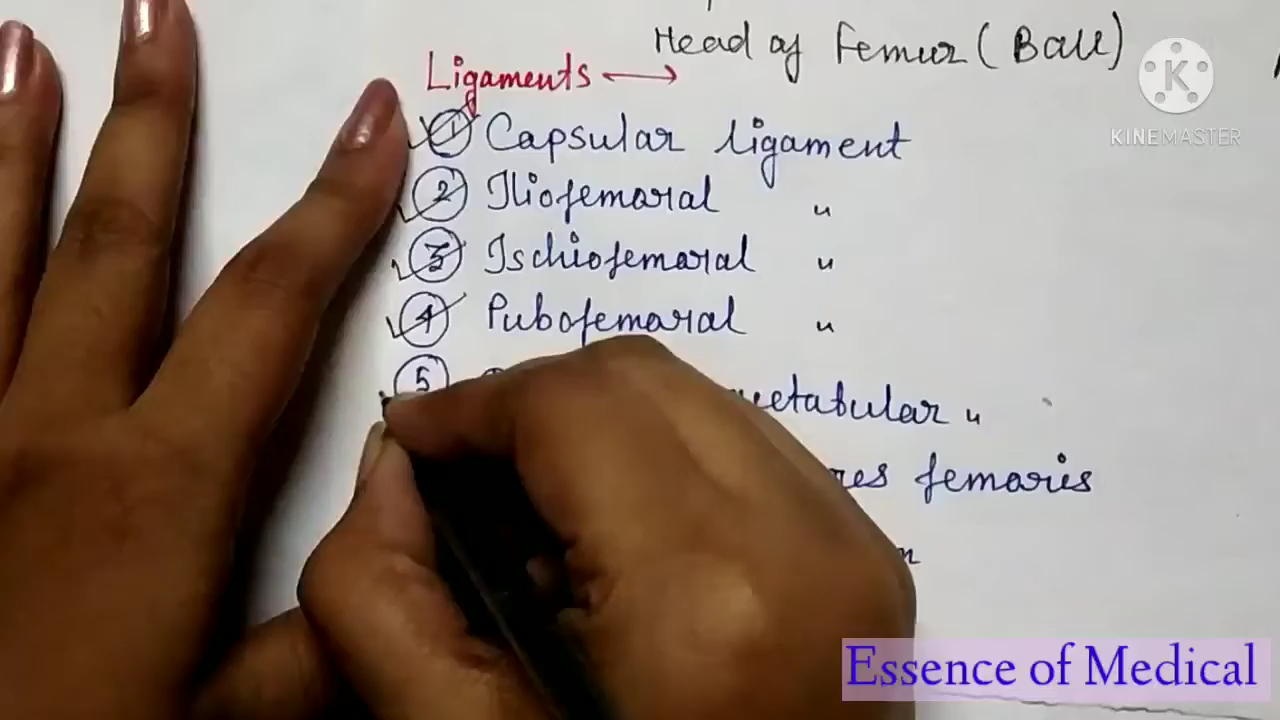 Head of Femur (Ball)
Ligaments →
① Capsular ligament
② Iliofemoral "
③ Ischiofemoral "
④ Pubofemoral "
⑤ acetabular "
femoris
K
KINEMASTER
Essence of Medical